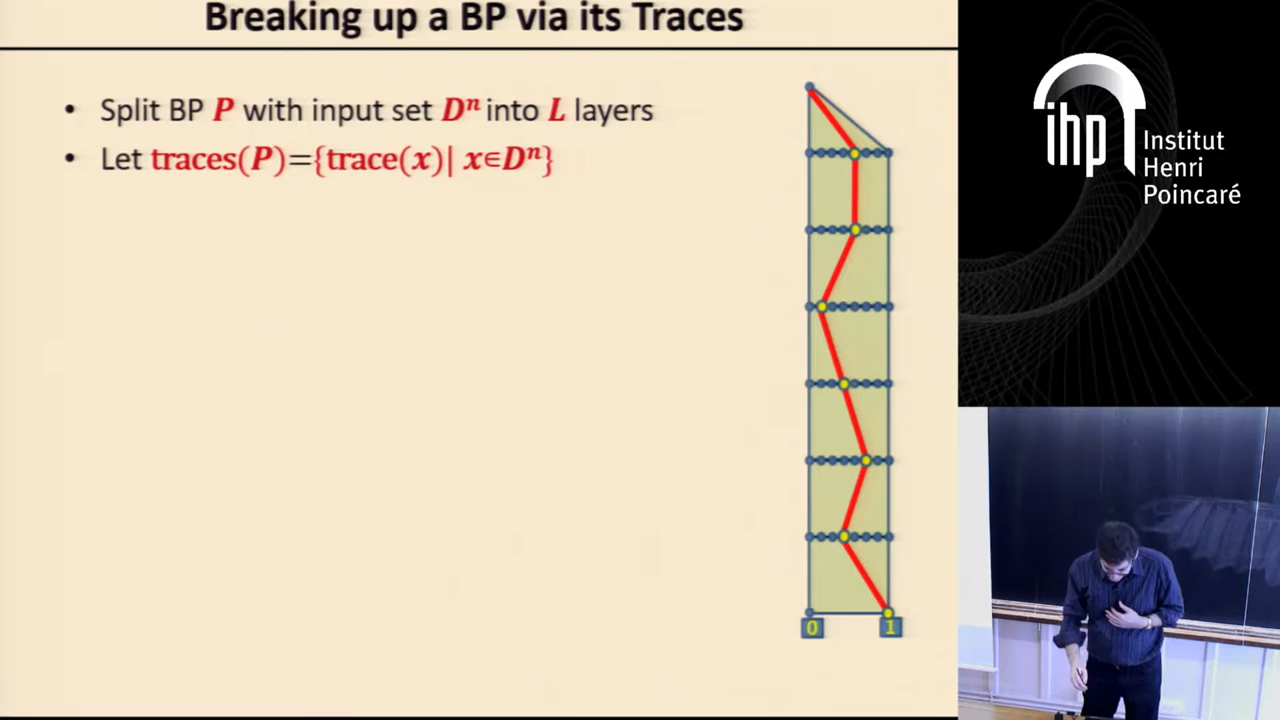 Breaking up a BP via its Traces
• Split BP P with input set Dⁿ into L layers
• Let traces(P)={trace(x)| x∈Dⁿ}
0 1
ihp
Institut
Henri
Poincaré